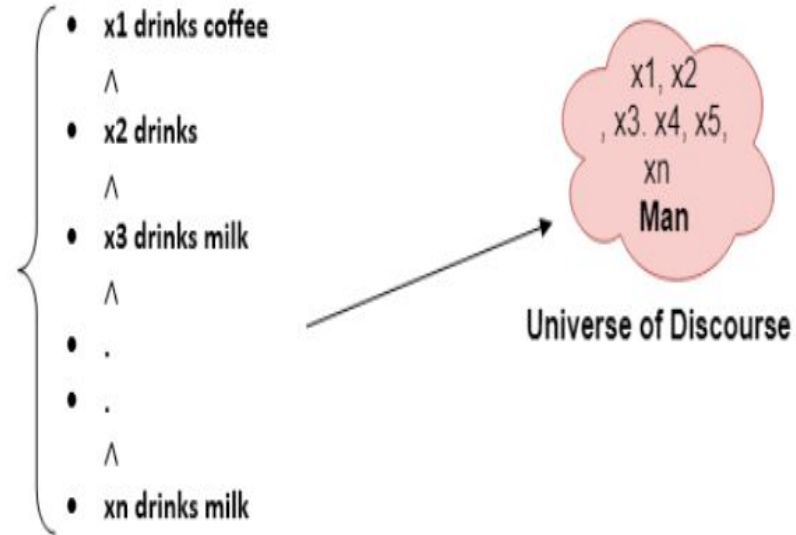 • x1 drinks coffee
∧
• x2 drinks
∧
• x3 drinks milk
∧
• .
• .
∧
• xn drinks milk
x1, x2
, x3. x4, x5,
xn
Man
Universe of Discourse